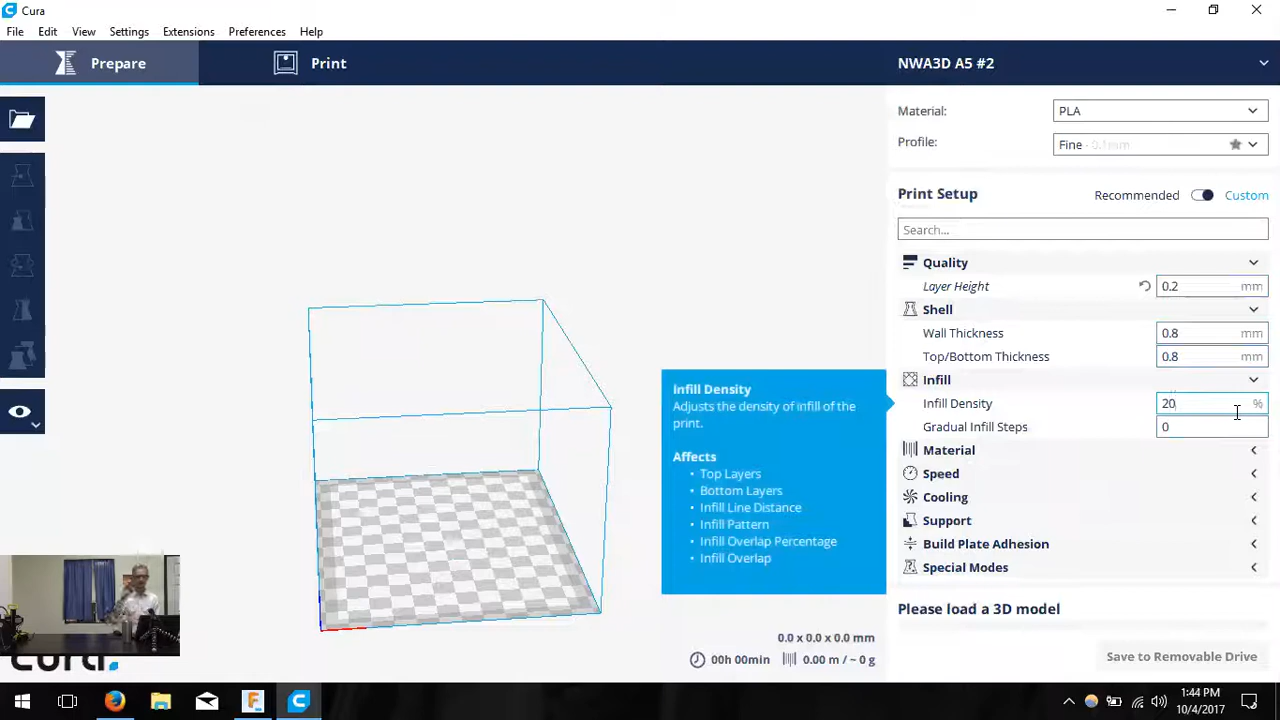 Cura
File Edit View Settings Extensions Preferences Help
Prepare
Print
NWA3D A5 #2
Material:
PLA
Profile:
Fine - 0.1mm
Print Setup
Recommended
Custom
Search...
Quality
Layer Height
0.2 mm
Shell
Wall Thickness
0.8 mm
Top/Bottom Thickness
0.8 mm
Infill
Infill Density
20 %
Gradual Infill Steps
0
Material
Speed
Cooling
Support
Build Plate Adhesion
Special Modes
Infill Density
Adjusts the density of infill of the
print.
Affects
• Top Layers
• Bottom Layers
• Infill Line Distance
• Infill Pattern
• Infill Overlap Percentage
• Infill Overlap
Please load a 3D model
0.0 x 0.0 x 0.0 mm
00h 00min
0.00 m / ~ 0 g
Save to Removable Drive
cura.
1:44 PM
10/4/2017